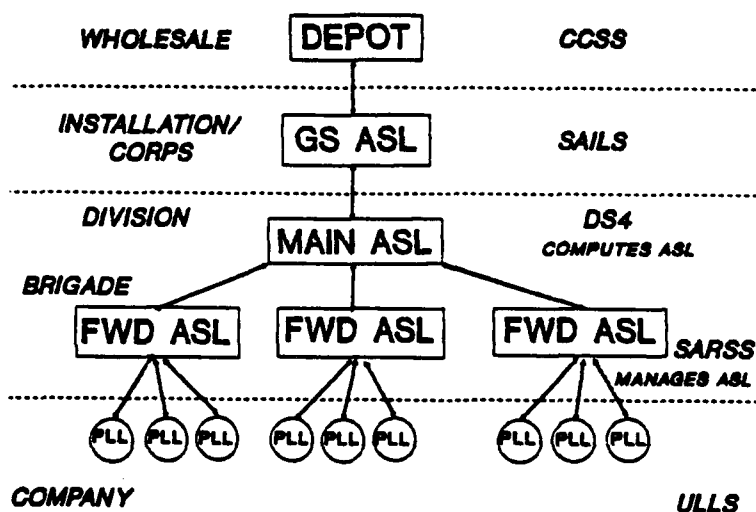 WHOLESALE DEPOT CCSS
INSTALLATION/ CORPS GS ASL SAILS
DIVISION MAIN ASL DS4
COMPUTES ASL
BRIGADE
FWD ASL FWD ASL FWD ASL SARSS
MANAGES ASL
PLL PLL PLL PLL PLL PLL PLL PLL PLL
COMPANY ULLS